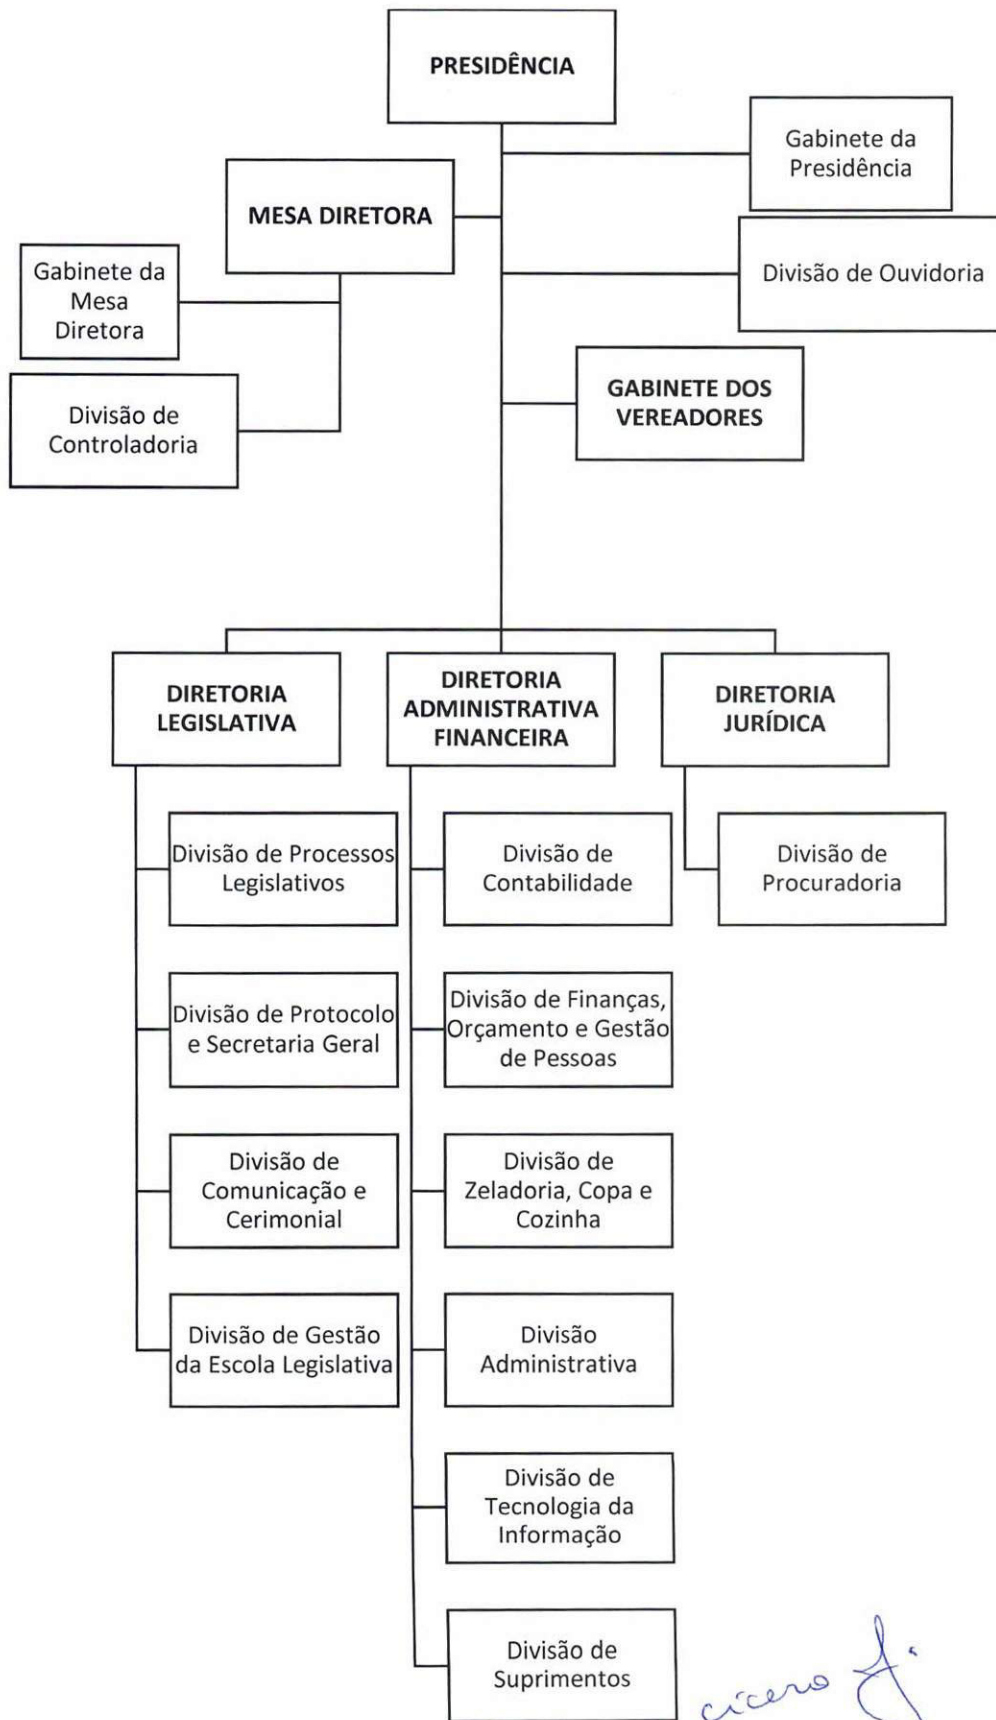 PRESIDÊNCIA
Gabinete da
Presidência
MESA DIRETORA
Gabinete da
Mesa
Diretora
Divisão de Ouvidoria
Divisão de
Controladoria
GABINETE DOS
VEREADORES
DIRETORIA
LEGISLATIVA
DIRETORIA
ADMINISTRATIVA
FINANCEIRA
DIRETORIA
JURÍDICA
Divisão de Processos
Legislativos
Divisão de
Contabilidade
Divisão de
Procuradoria
Divisão de Protocolo
e Secretaria Geral
Divisão de Finanças,
Orçamento e Gestão
de Pessoas
Divisão de
Comunicação e
Cerimonial
Divisão de
Zeladoria, Copa e
Cozinha
Divisão de Gestão
da Escola Legislativa
Divisão
Administrativa
Divisão de
Tecnologia da
Informação
Divisão de
Suprimentos
cícero